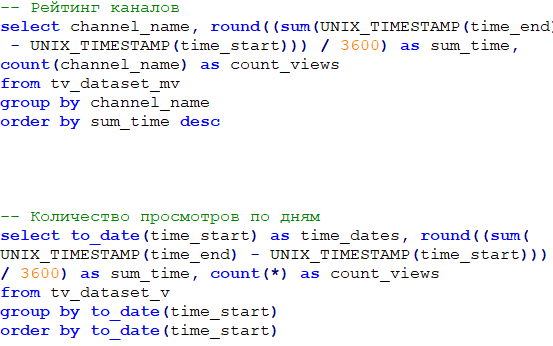 -- Рейтинг каналов
select channel_name, round((sum(UNIX_TIMESTAMP(time_end)
- UNIX_TIMESTAMP(time_start))) / 3600) as sum_time,
count(channel_name) as count_views
from tv_dataset_mv
group by channel_name
order by sum_time desc
-- Количество просмотров по дням
select to_date(time_start) as time_dates, round((sum(
UNIX_TIMESTAMP(time_end) - UNIX_TIMESTAMP(time_start)))
/ 3600) as sum_time, count(*) as count_views
from tv_dataset_v
group by to_date(time_start)
order by to_date(time_start)